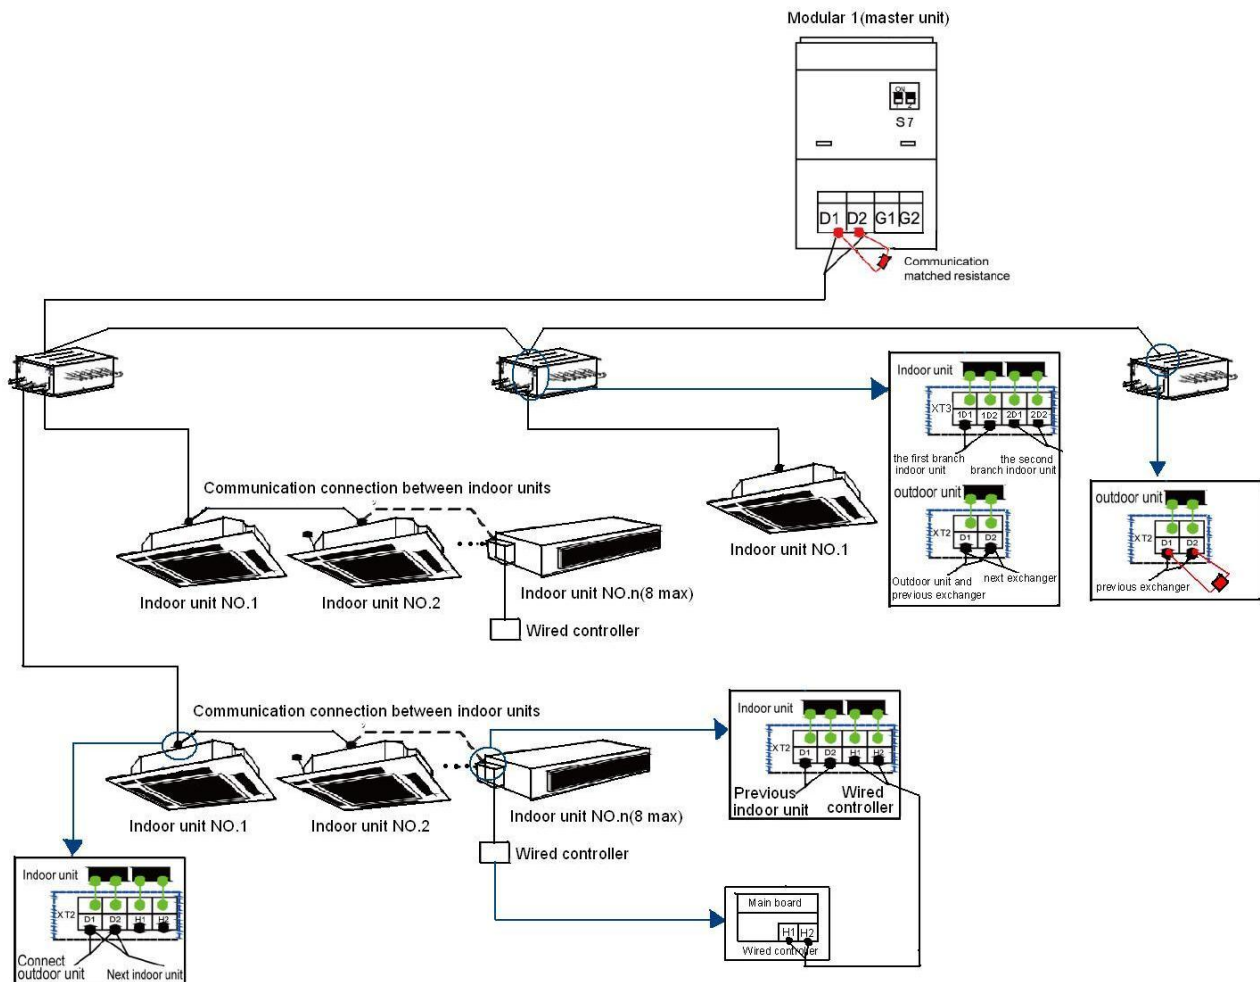 Modular 1(master unit)
ON
1 2
S7
D1 D2 G1 G2
Communication
matched resistance
Indoor unit
XT3
1D1 1D2 2D1 2D2
the first branch
indoor unit
the second
branch indoor unit
outdoor unit
XT2
D1 D2
Outdoor unit and
previous exchanger
next exchanger
outdoor unit
XT2
D1 D2
previous exchanger
Communication connection between indoor units
Indoor unit NO.1
Indoor unit NO.1
Indoor unit NO.2
Indoor unit NO.n(8 max)
Wired controller
Communication connection between indoor units
Indoor unit NO.1
Indoor unit NO.2
Indoor unit NO.n(8 max)
Wired controller
Indoor unit
XT2
D1 D2 H1 H2
Previous
indoor unit
Wired
controller
Indoor unit
XT2
D1 D2 H1 H2
Connect
outdoor unit
Next indoor unit
Main board
H1 H2
Wired controller